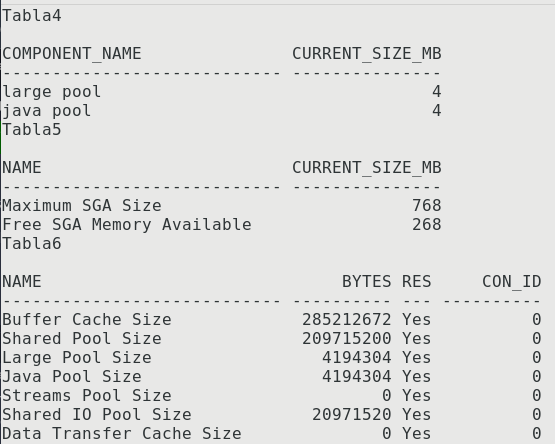 Tabla4
COMPONENT_NAME CURRENT_SIZE_MB
---------------------------- ---------------
large pool 4
java pool 4
Tabla5
NAME CURRENT_SIZE_MB
---------------------------- ---------------
Maximum SGA Size 768
Free SGA Memory Available 268
Tabla6
NAME BYTES RES CON_ID
---------------------------- ---------- --- ----------
Buffer Cache Size 285212672 Yes 0
Shared Pool Size 209715200 Yes 0
Large Pool Size 4194304 Yes 0
Java Pool Size 4194304 Yes 0
Streams Pool Size 0 Yes 0
Shared IO Pool Size 20971520 Yes 0
Data Transfer Cache Size 0 Yes 0